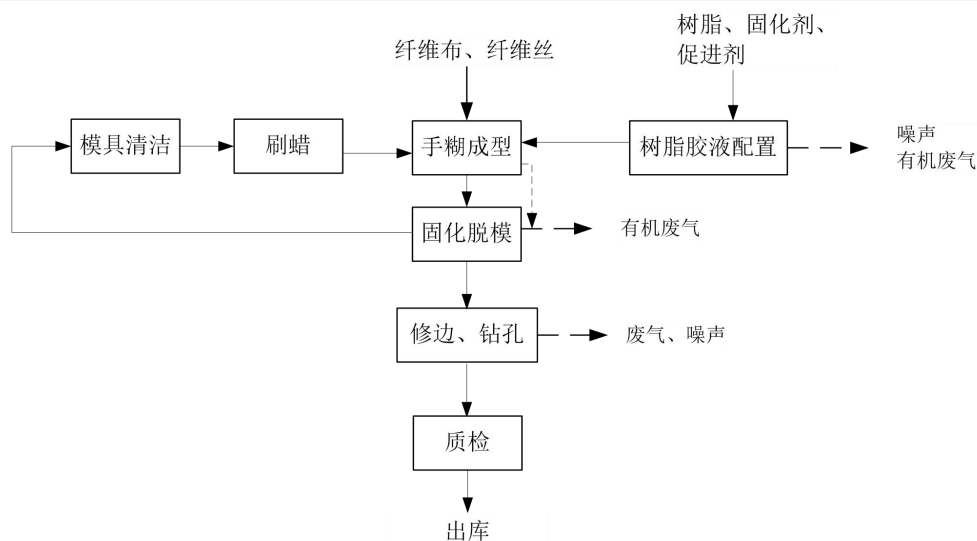 树脂、固化剂、
促进剂
纤维布、纤维丝
模具清洁
刷蜡
手糊成型
树脂胶液配置
噪声
有机废气
固化脱模
有机废气
修边、钻孔
废气、噪声
质检
出库